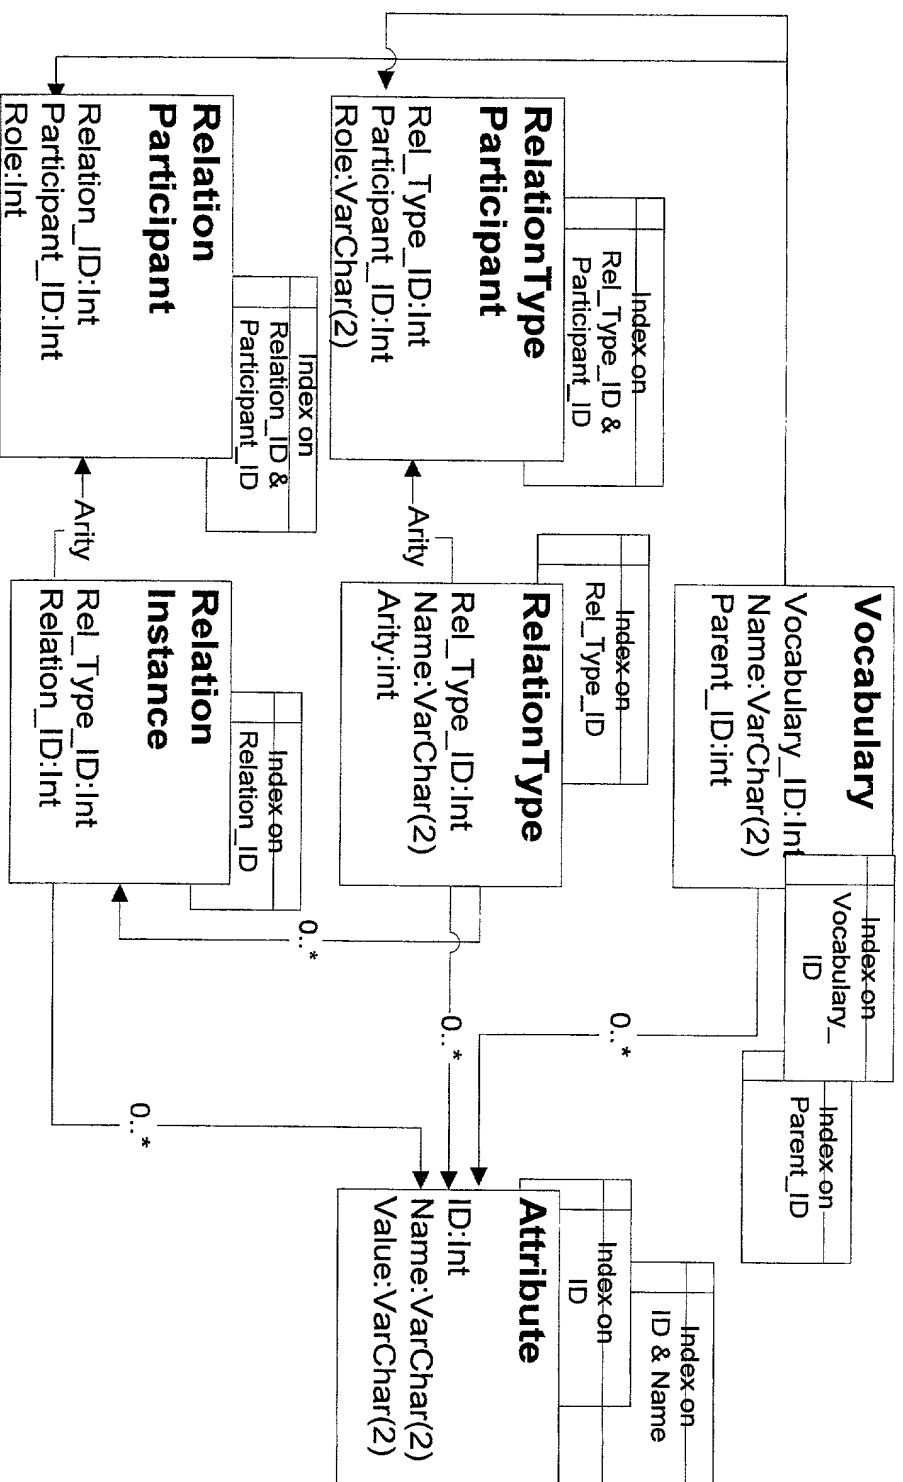 Vocabulary
Vocabulary_ID:Int
Name:VarChar(2)
Parent_ID:int
Index on
Vocabulary_
ID
Index on
Parent_ID
0..*
RelationType
Participant
Rel_Type_ID:Int
Participant_ID:Int
Role:VarChar(2)
Index on
Rel_Type_ID &
Participant_ID
Arity
RelationType
Rel_Type_ID:Int
Name:VarChar(2)
Arity:int
Index on
Rel_Type_ID
0..*
0..*
Attribute
ID:Int
Name:VarChar(2)
Value:VarChar(2)
Index on
ID
Index on
ID & Name
Relation
Participant
Relation_ID:Int
Participant_ID:Int
Role:Int
Index on
Relation_ID &
Participant_ID
Arity
Relation
Instance
Rel_Type_ID:Int
Relation_ID:Int
Index on
Relation_ID
0..*